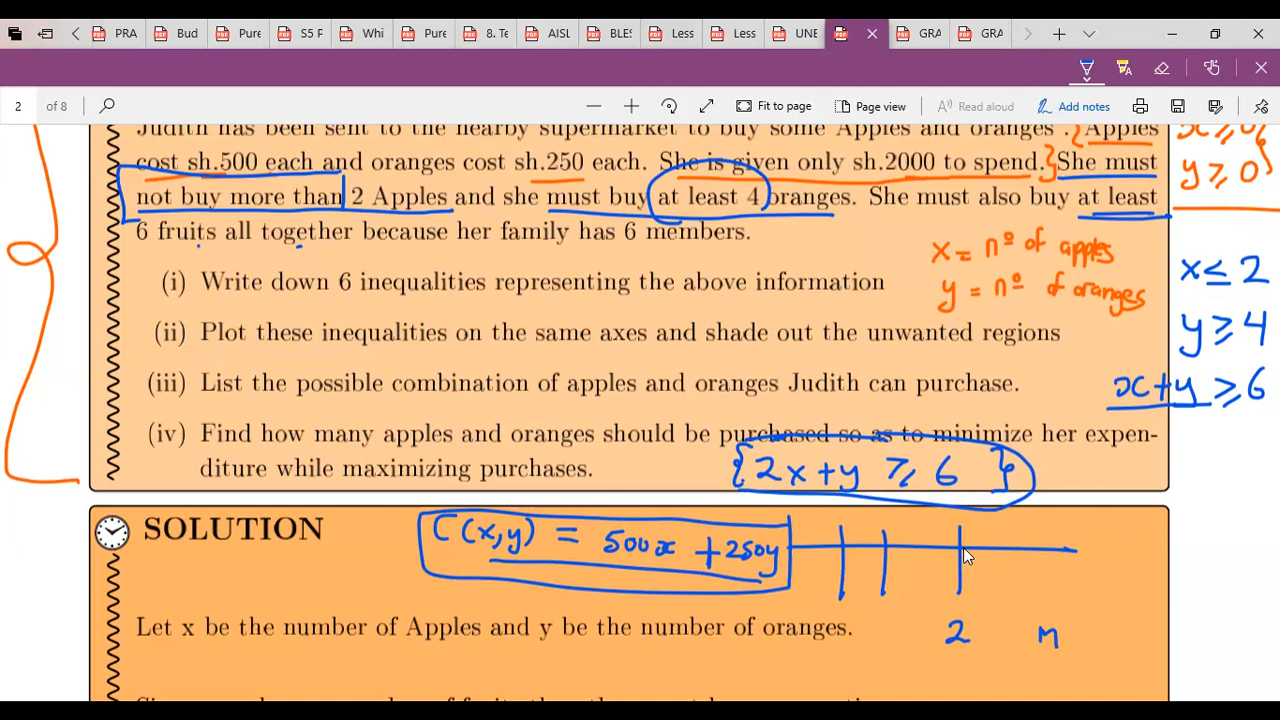 PRA Bud Pure S5 P Whi Pure 8. Te AISL BLES Less Less UNE GRA GRA
2 of 8 Fit to page Page view Read aloud Add notes
Judith has been sent to the nearby supermarket to buy some Apples and oranges . {Apples
cost sh.500 each and oranges cost sh.250 each. She is given only sh.2000 to spend.} She must
y ≥ 0
not buy more than 2 Apples and she must buy at least 4 oranges. She must also buy at least
6 fruits all together because her family has 6 members.
x = nº of apples
x ≤ 2
(i) Write down 6 inequalities representing the above information
y = nº of oranges
(ii) Plot these inequalities on the same axes and shade out the unwanted regions
y ≥ 4
(iii) List the possible combination of apples and oranges Judith can purchase.
x+y ≥ 6
(iv) Find how many apples and oranges should be purchased so as to minimize her expen-
diture while maximizing purchases.
{2x+y ≥ 6}
SOLUTION
C(x,y) = 500x + 250y
Let x be the number of Apples and y be the number of oranges.
2